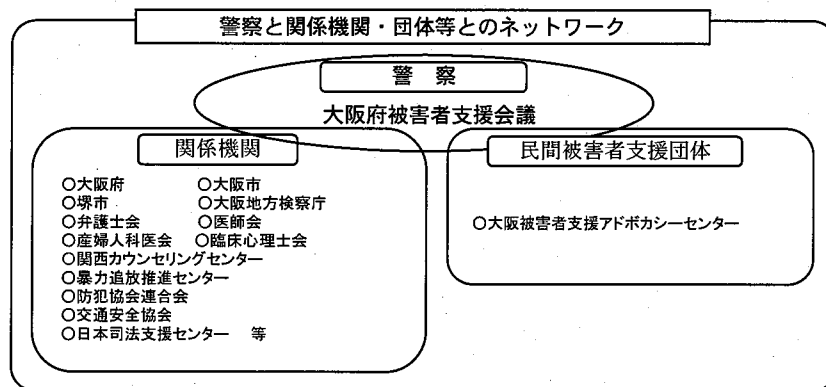 警察と関係機関・団体等とのネットワーク
警 察
大阪府被害者支援会議
関係機関
民間被害者支援団体
○大阪府 ○大阪市
○堺市 ○大阪地方検察庁
○弁護士会 ○医師会
○産婦人科医会 ○臨床心理士会
○関西カウンセリングセンター
○暴力追放推進センター
○防犯協会連合会
○交通安全協会
○日本司法支援センター 等
○大阪被害者支援アドボカシーセンター